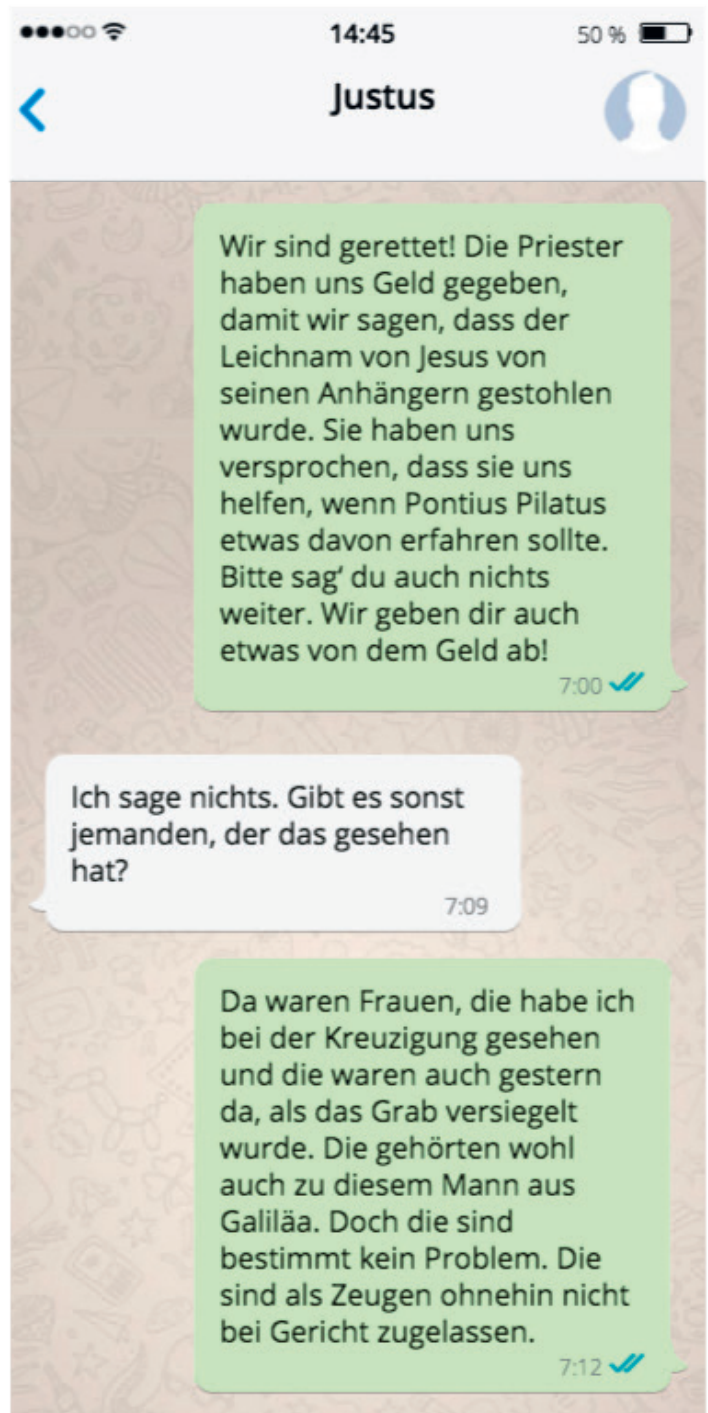 14:45
50 %
Justus
Wir sind gerettet! Die Priester
haben uns Geld gegeben,
damit wir sagen, dass der
Leichnam von Jesus von
seinen Anhängern gestohlen
wurde. Sie haben uns
versprochen, dass sie uns
helfen, wenn Pontius Pilatus
etwas davon erfahren sollte.
Bitte sag’ du auch nichts
weiter. Wir geben dir auch
etwas von dem Geld ab!
7:00
Ich sage nichts. Gibt es sonst
jemanden, der das gesehen
hat?
7:09
Da waren Frauen, die habe ich
bei der Kreuzigung gesehen
und die waren auch gestern
da, als das Grab versiegelt
wurde. Die gehörten wohl
auch zu diesem Mann aus
Galiläa. Doch die sind
bestimmt kein Problem. Die
sind als Zeugen ohnehin nicht
bei Gericht zugelassen.
7:12